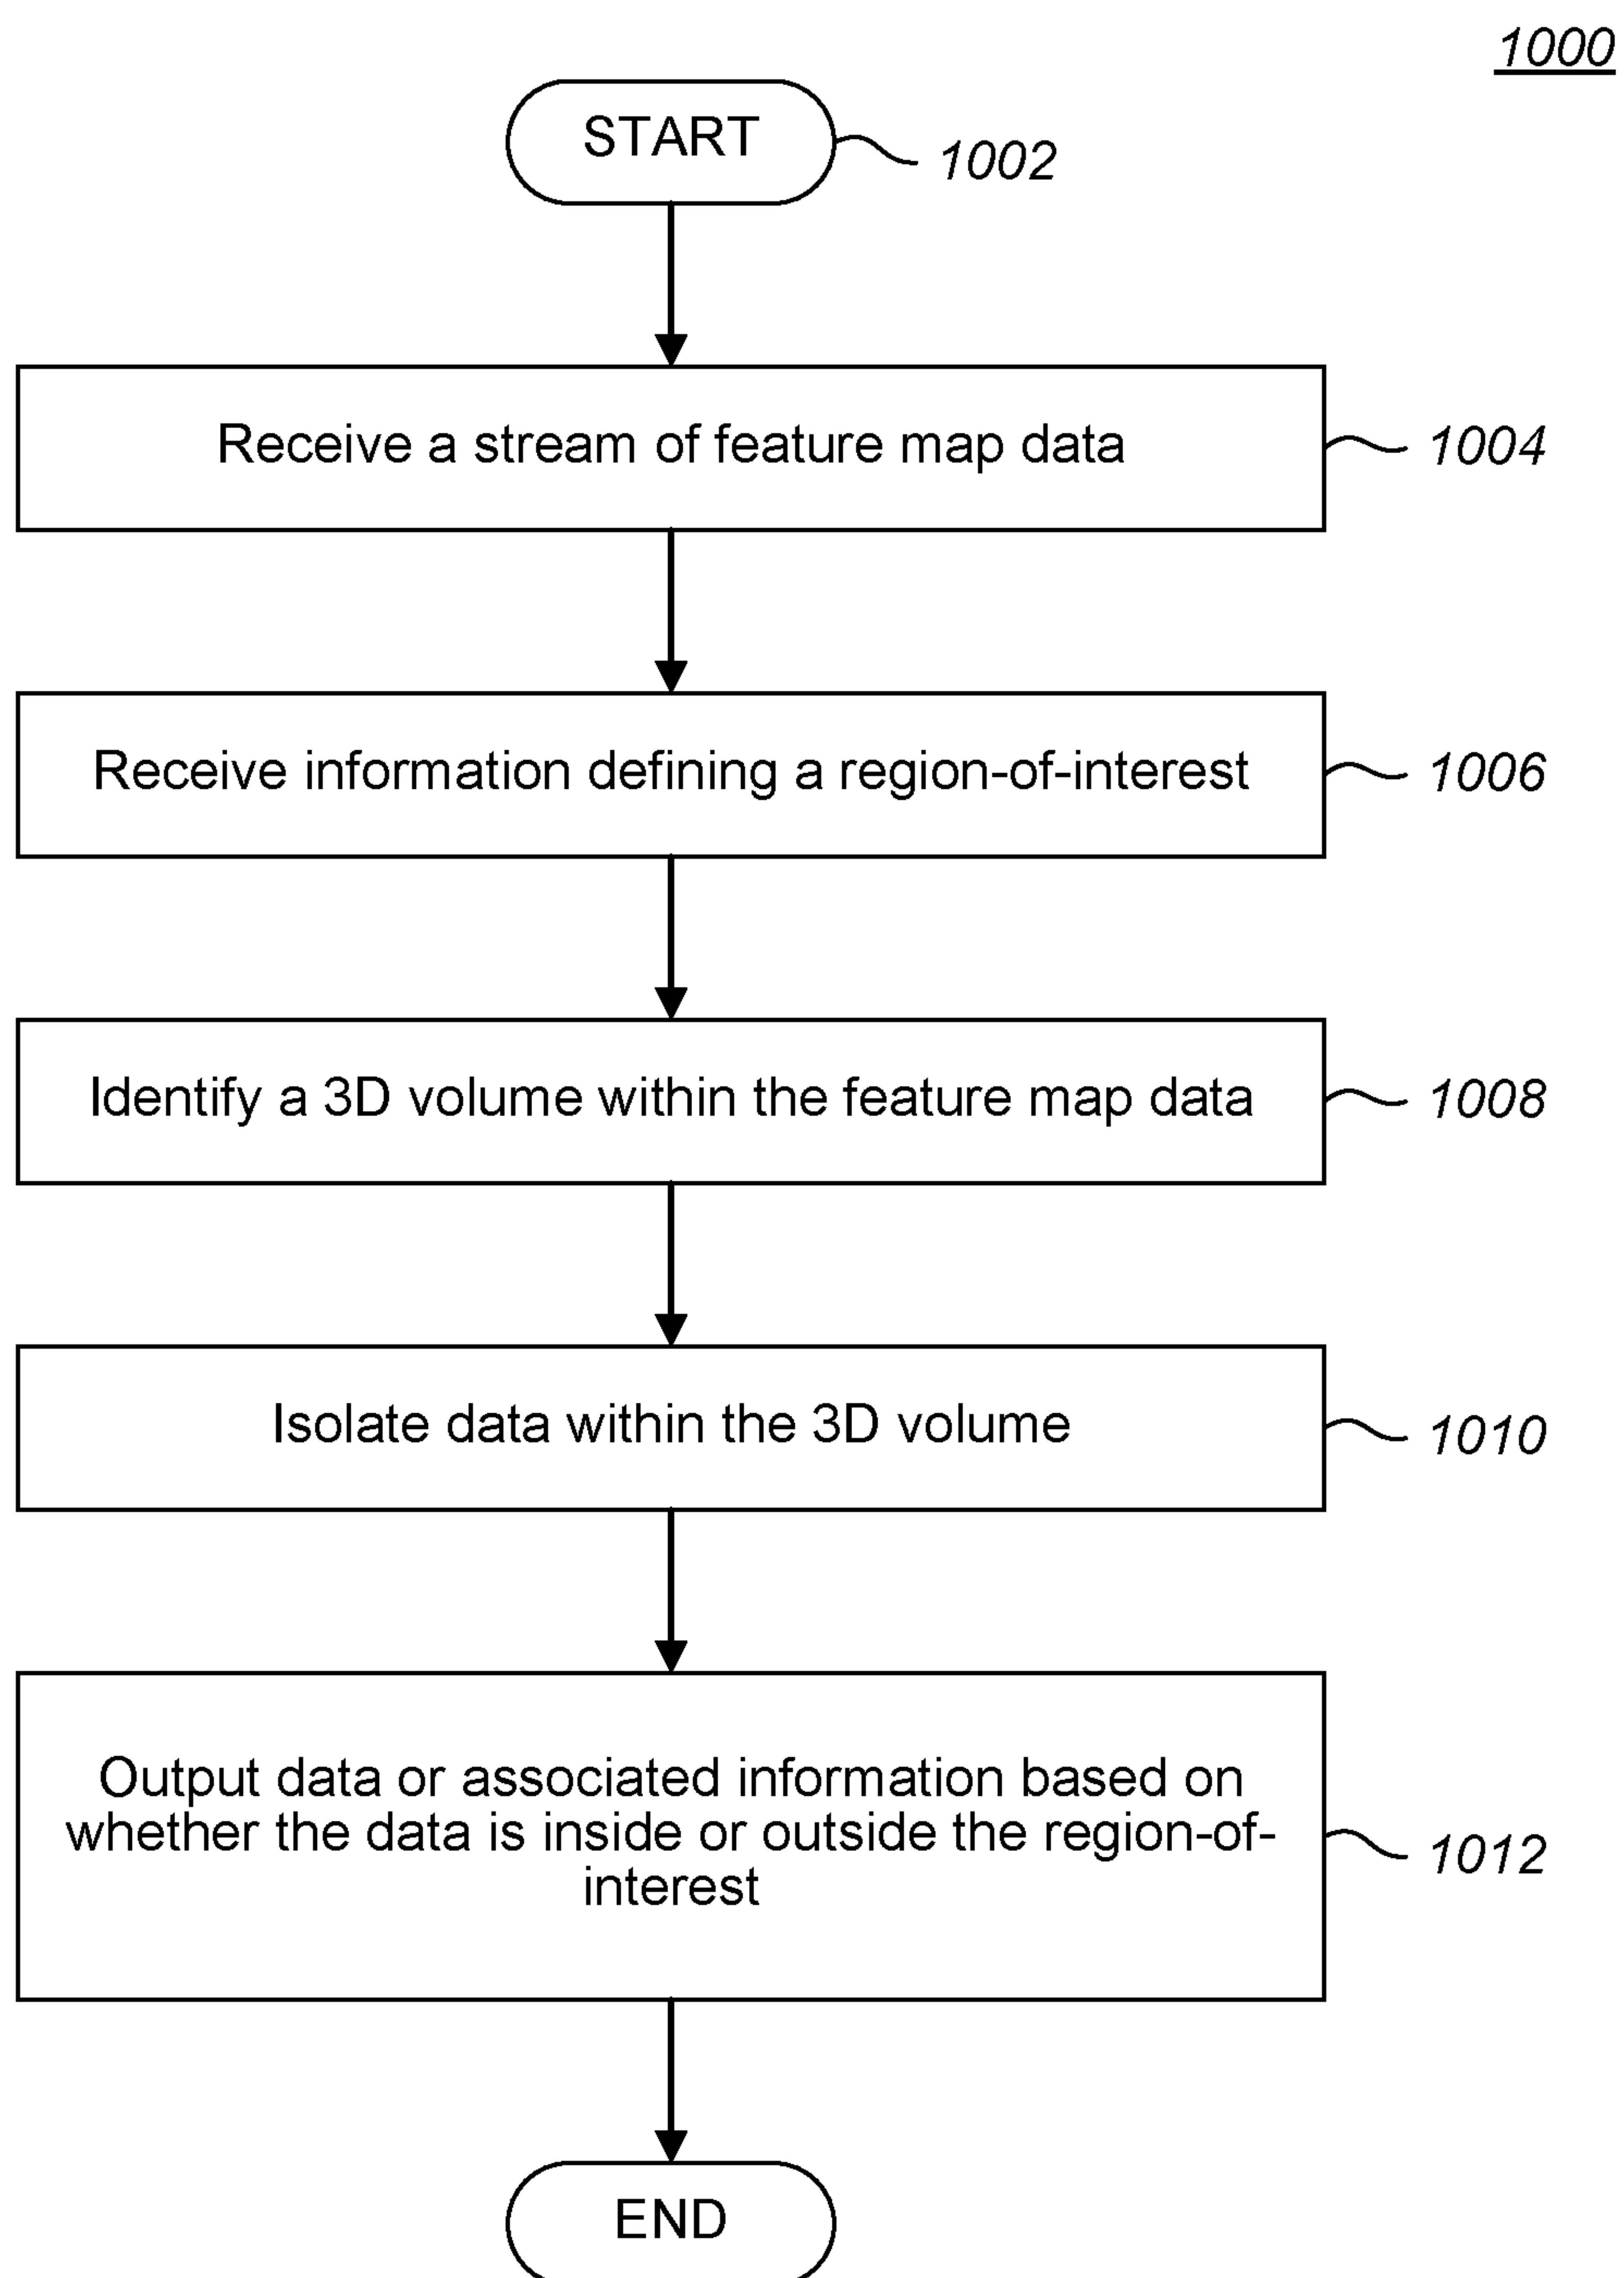 1000
START
1002
Receive a stream of feature map data
1004
Receive information defining a region-of-interest
1006
Identify a 3D volume within the feature map data
1008
Isolate data within the 3D volume
1010
Output data or associated information based on
whether the data is inside or outside the region-of-
interest
1012
END